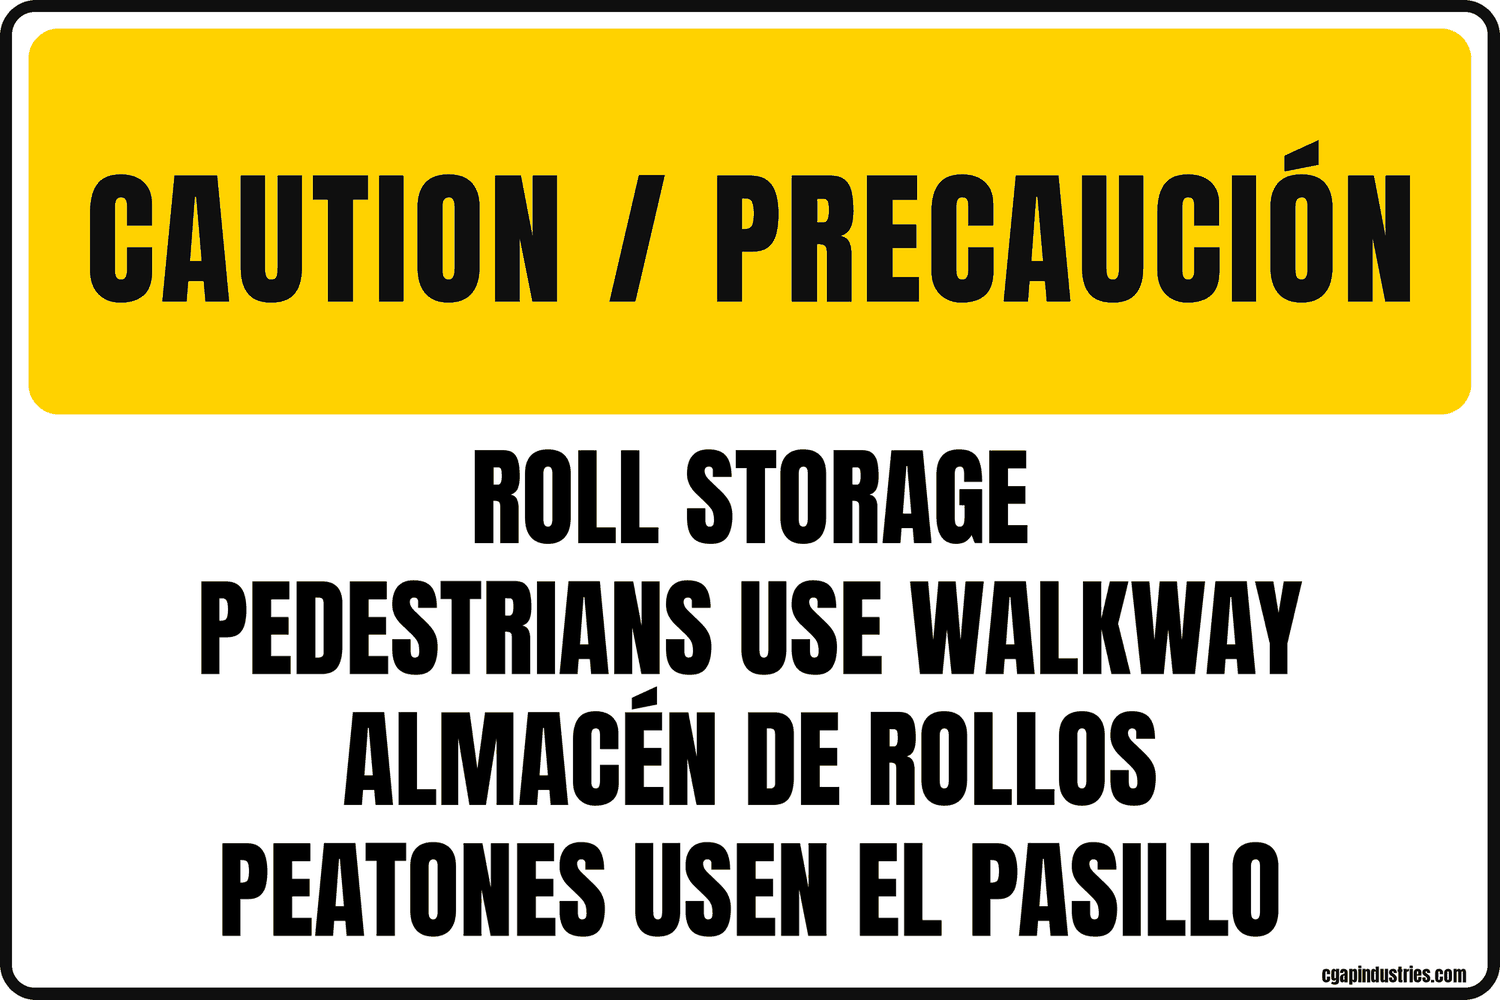 CAUTION / PRECAUCIÓN
ROLL STORAGE
PEDESTRIANS USE WALKWAY
ALMACÉN DE ROLLOS
PEATONES USEN EL PASILLO
cgapindustries.com